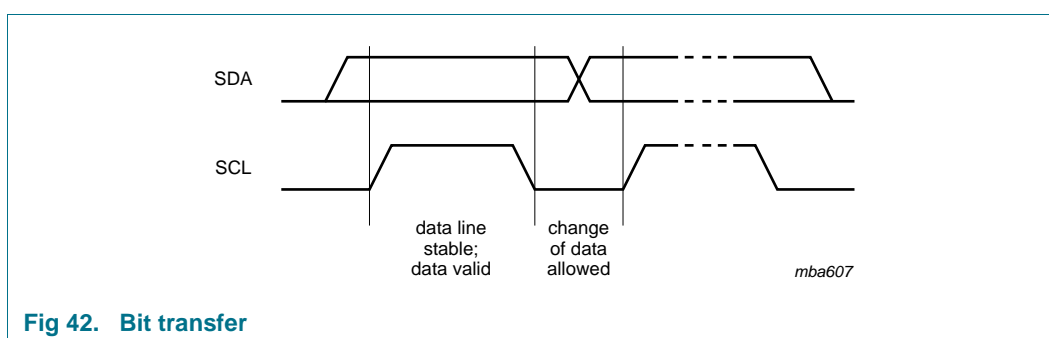 SDA
SCL
data line
stable;
data valid
change
of data
allowed
mba607
Fig 42. Bit transfer